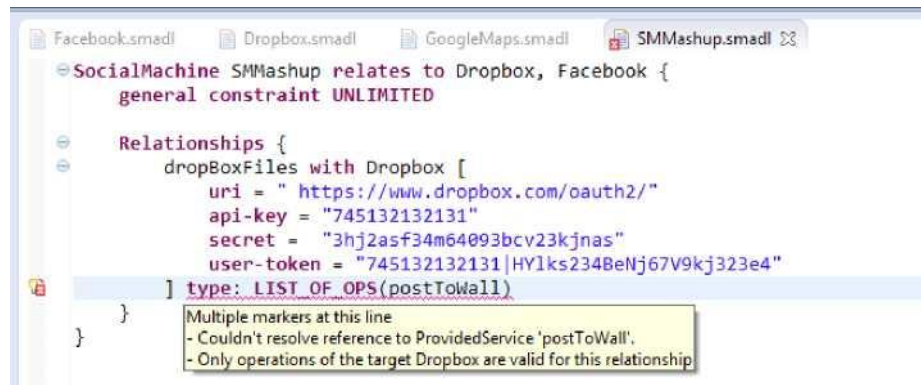 Facebook.smadl Dropbox.smadl GoogleMaps.smadl SMMashup.smadl
SocialMachine SMMashup relates to Dropbox, Facebook {
general constraint UNLIMITED
Relationships {
dropBoxFiles with Dropbox [
uri = " https://www.dropbox.com/oauth2/"
api-key = "745132132131"
secret = "3hj2asf34m64093bcv23kjnas"
user-token = "745132132131|HYlks234BeNj67V9kj323e4"
] type: LIST_OF_OPS(postToWall)
}
}
Multiple markers at this line
- Couldn't resolve reference to ProvidedService 'postToWall'.
- Only operations of the target Dropbox are valid for this relationship